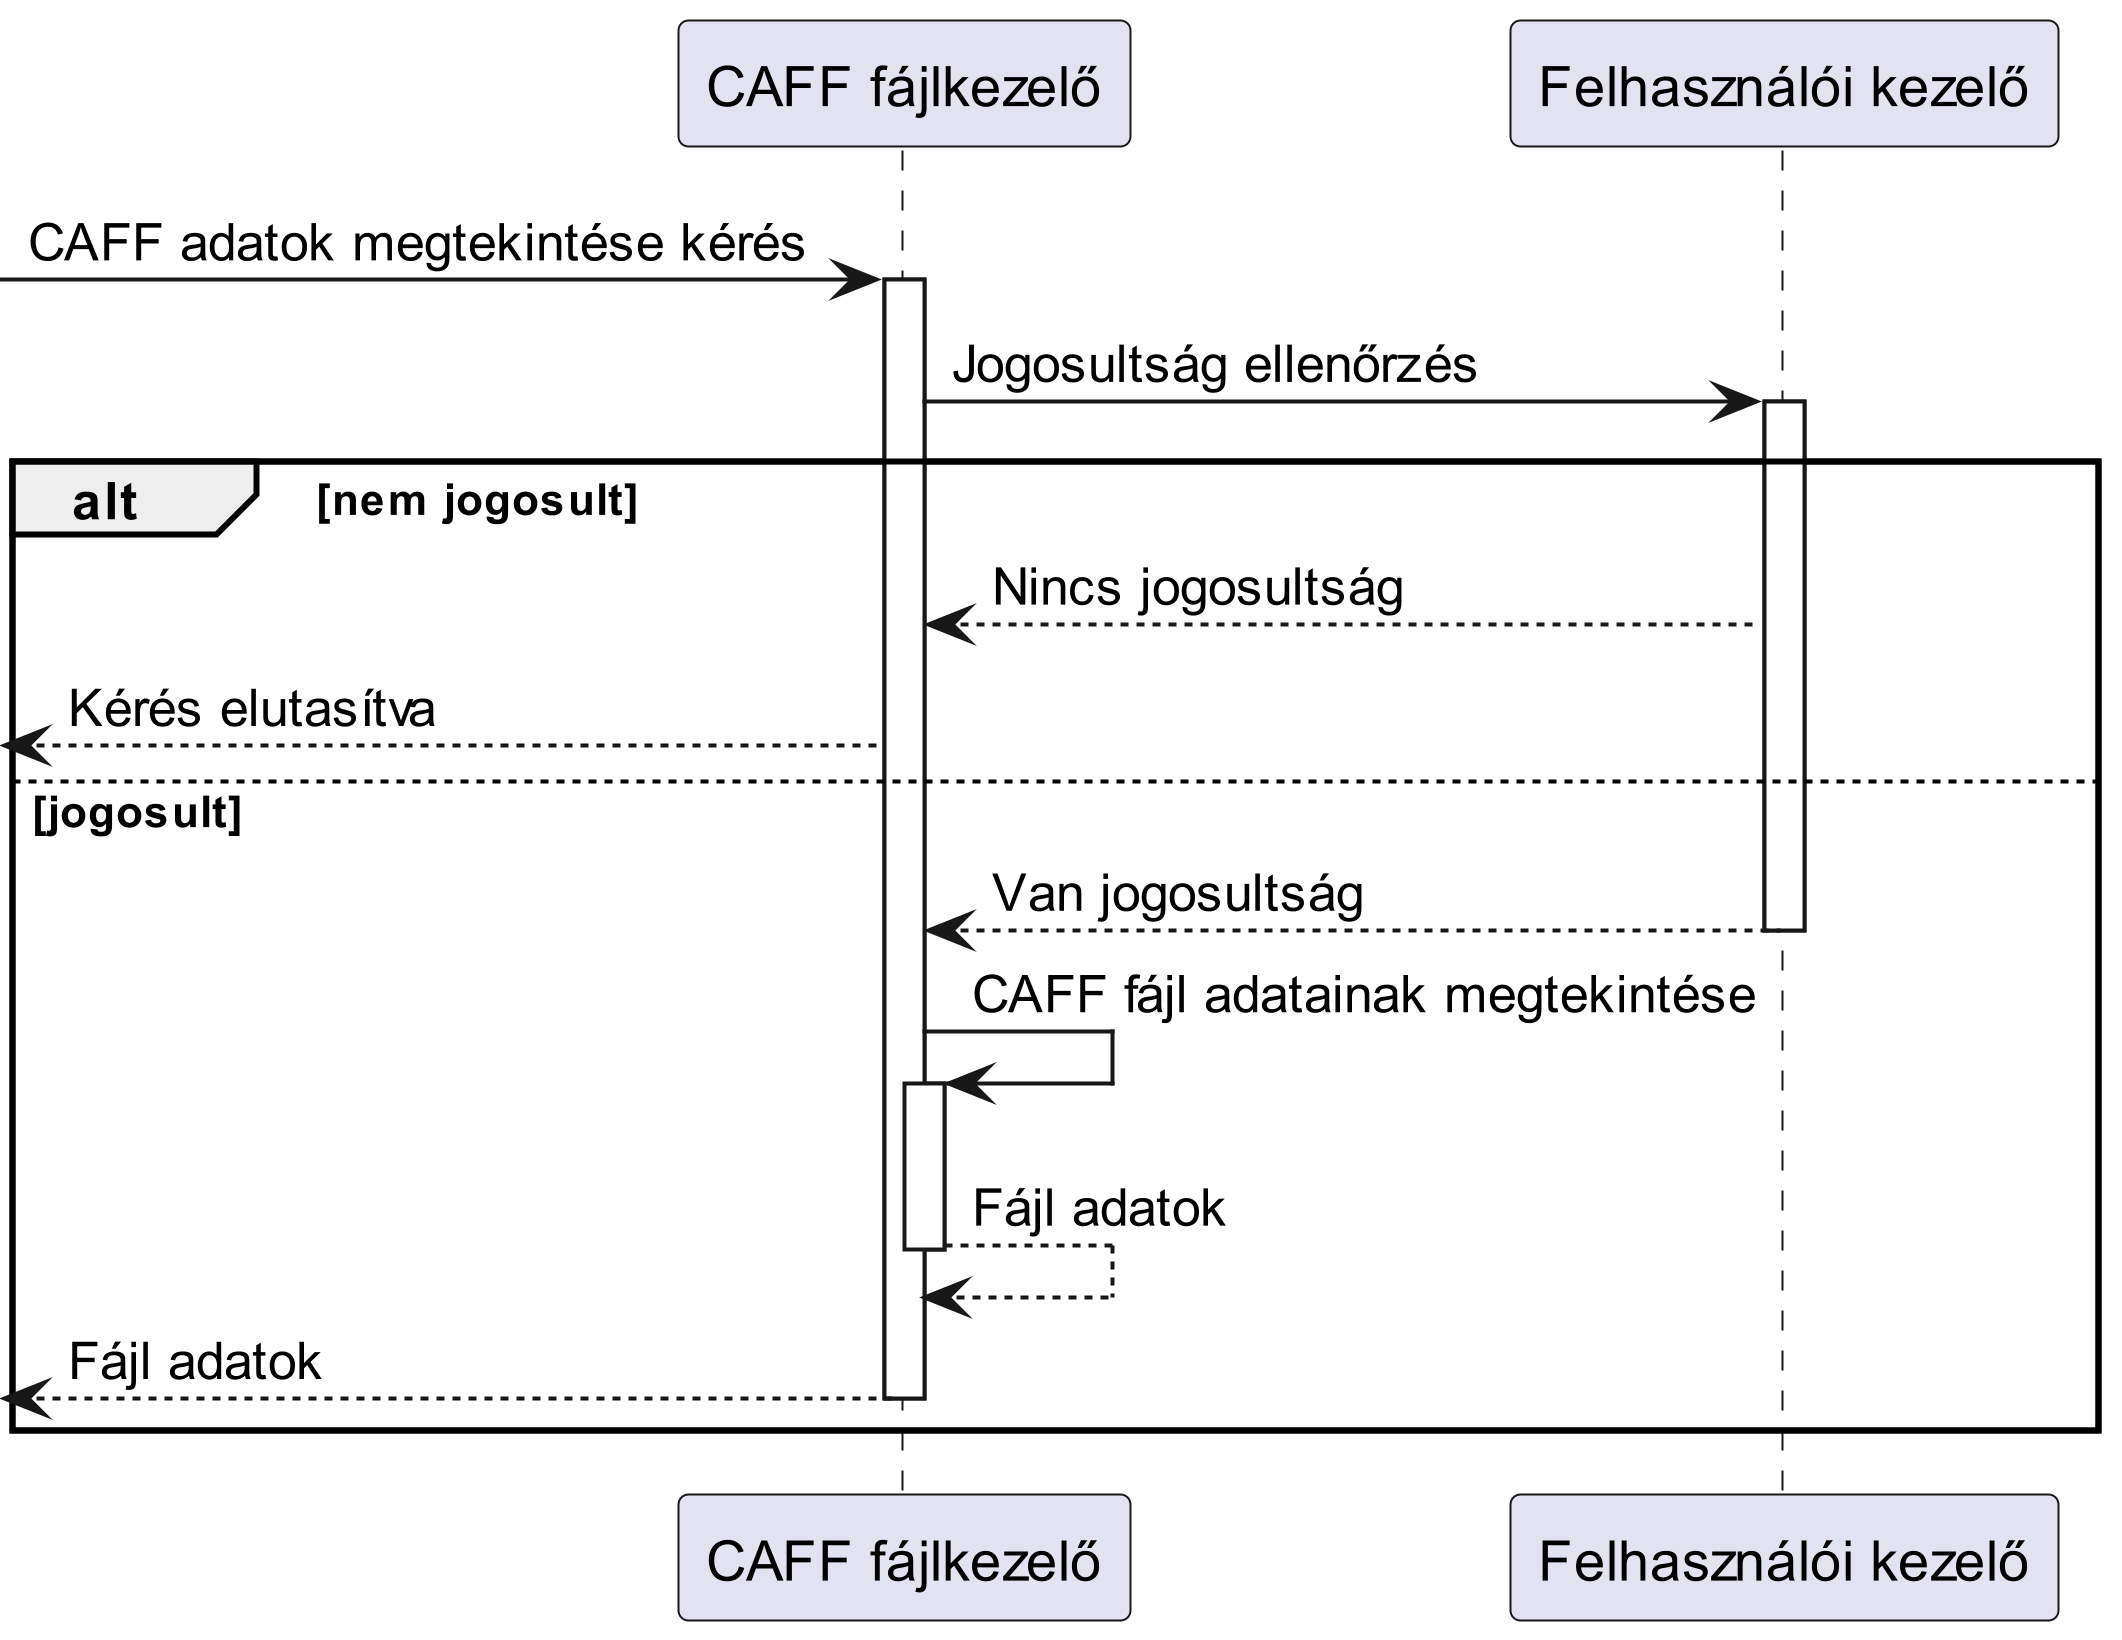 CAFF fájlkezelő
Felhasználói kezelő
CAFF adatok megtekintése kérés
Jogosultság ellenőrzés
alt
[nem jogosult]
Nincs jogosultság
Kérés elutasítva
[jogosult]
Van jogosultság
CAFF fájl adatainak megtekintése
Fájl adatok
Fájl adatok
CAFF fájlkezelő
Felhasználói kezelő